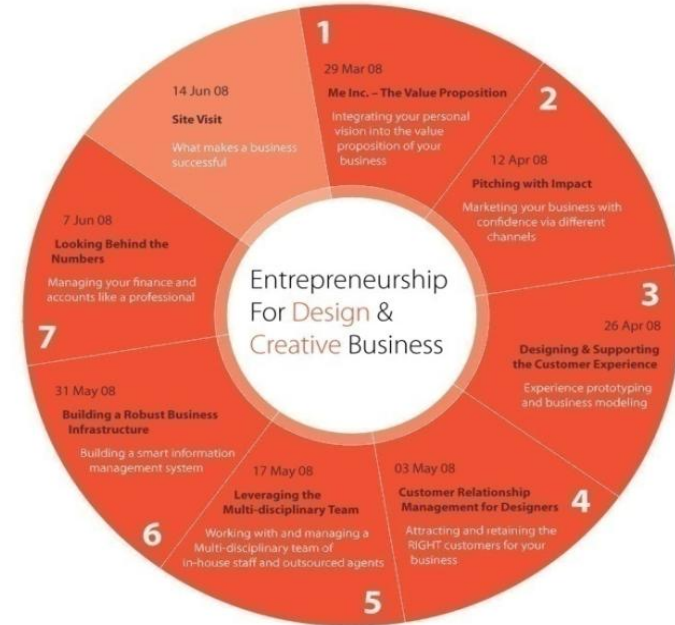 Entrepreneurship
For Design &
Creative Business
1
29 Mar 08
Me Inc. – The Value Proposition
Integrating your personal
vision into the value
proposition of your
business
2
12 Apr 08
Pitching with Impact
Marketing your business with
confidence via different
channels
3
26 Apr 08
Designing & Supporting
the Customer Experience
Experience prototyping
and business modeling
4
03 May 08
Customer Relationship
Management for Designers
Attracting and retaining the
RIGHT customers for your
business
5
17 May 08
Leveraging the
Multi-disciplinary Team
Working with and managing a
Multi-disciplinary team of
in-house staff and outsourced agents
6
31 May 08
Building a Robust Business
Infrastructure
Building a smart information
management system
7
7 Jun 08
Looking Behind the
Numbers
Managing your finance and
accounts like a professional
14 Jun 08
Site Visit
What makes a business
successful